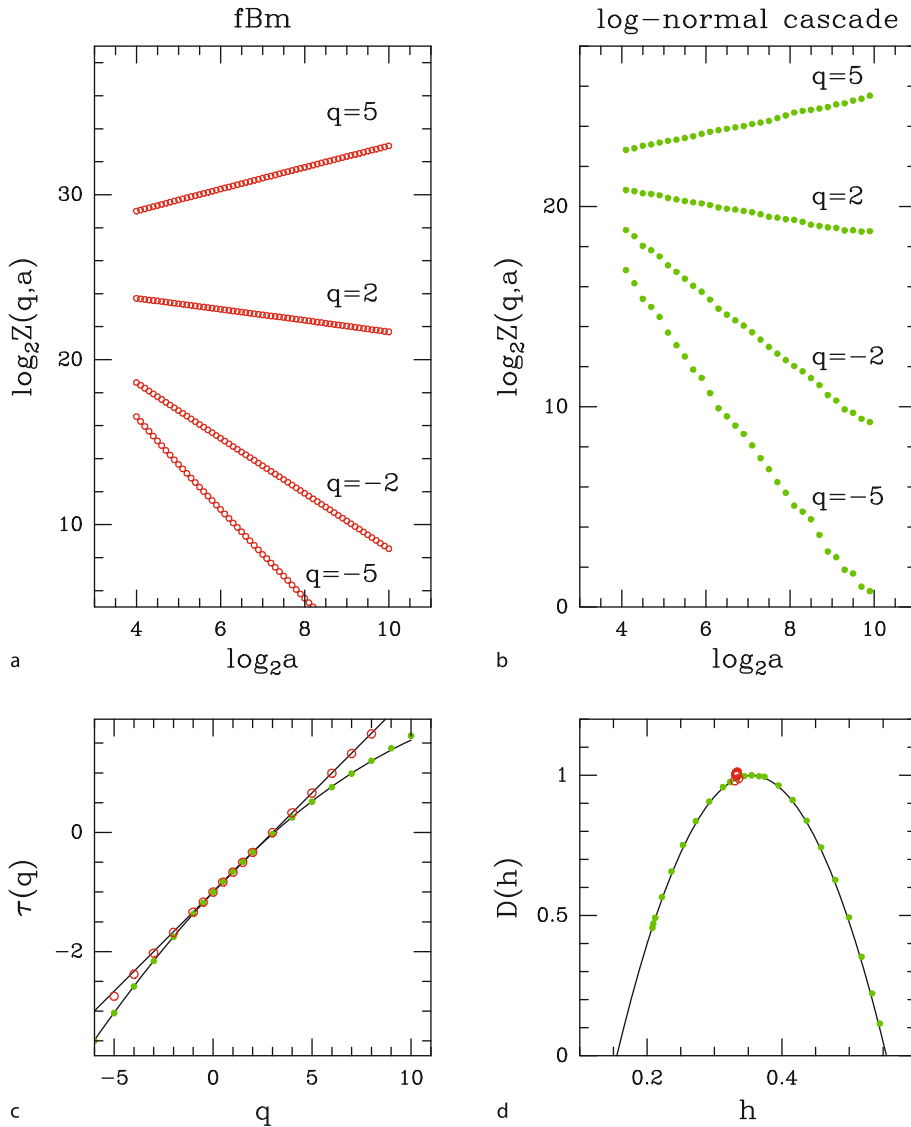 fBm
log−normal cascade
q=5
q=2
q=−2
q=−5
30
20
10
log₂Z(q,a)
4
6
8
10
log₂a
a
q=5
q=2
q=−2
q=−5
20
10
0
log₂Z(q,a)
4
6
8
10
log₂a
b
0
−2
τ(q)
−5
0
5
10
q
c
1
0.5
0
D(h)
0.2
0.4
h
d